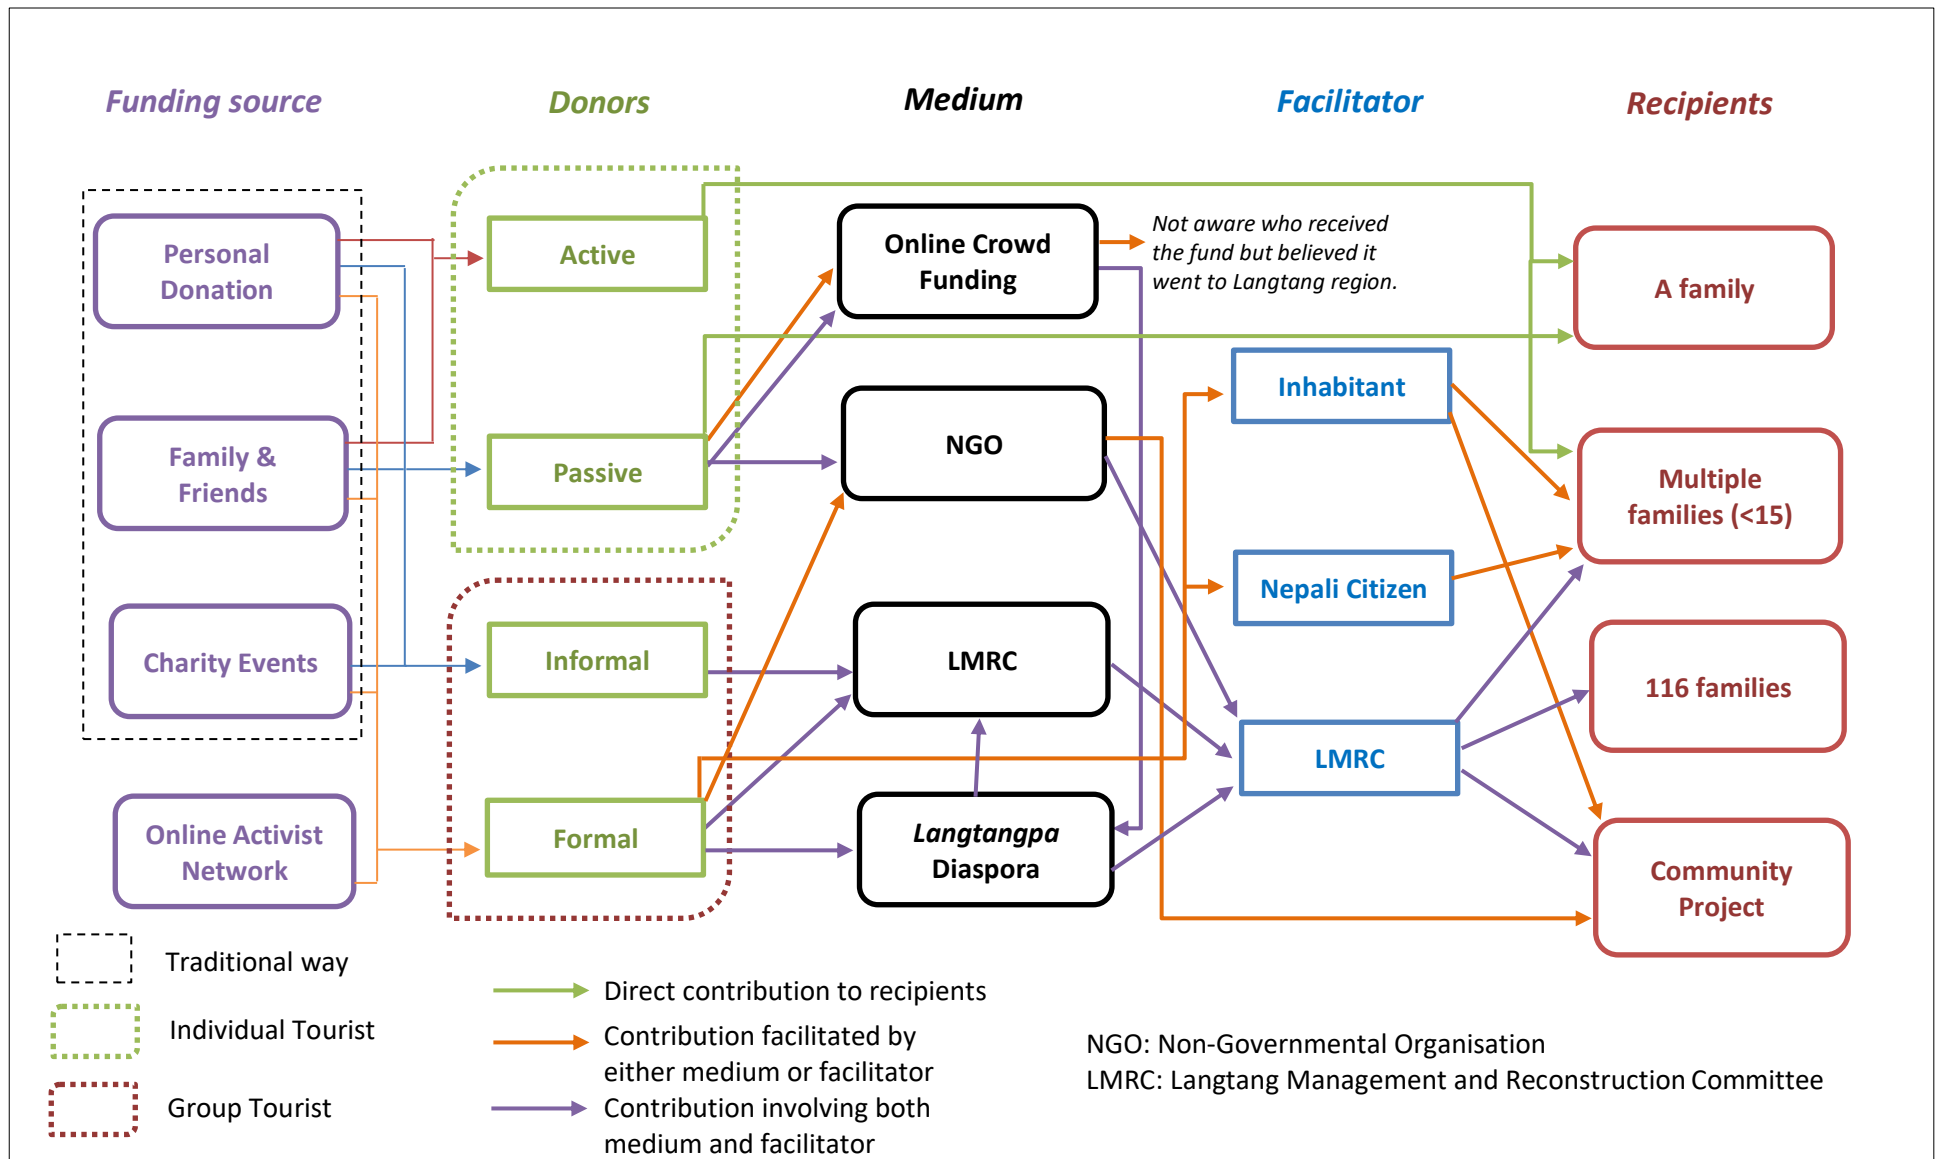 Funding source
Donors
Medium
Facilitator
Recipients
Personal
Donation
Family &
Friends
Charity Events
Online Activist
Network
Active
Passive
Informal
Formal
Online Crowd
Funding
NGO
LMRC
Langtangpa
Diaspora
Not aware who received
the fund but believed it
went to Langtang region.
Inhabitant
Nepali Citizen
LMRC
A family
Multiple
families (<15)
116 families
Community
Project
Traditional way
Individual Tourist
Group Tourist
Direct contribution to recipients
Contribution facilitated by
either medium or facilitator
Contribution involving both
medium and facilitator
NGO: Non-Governmental Organisation
LMRC: Langtang Management and Reconstruction Committee